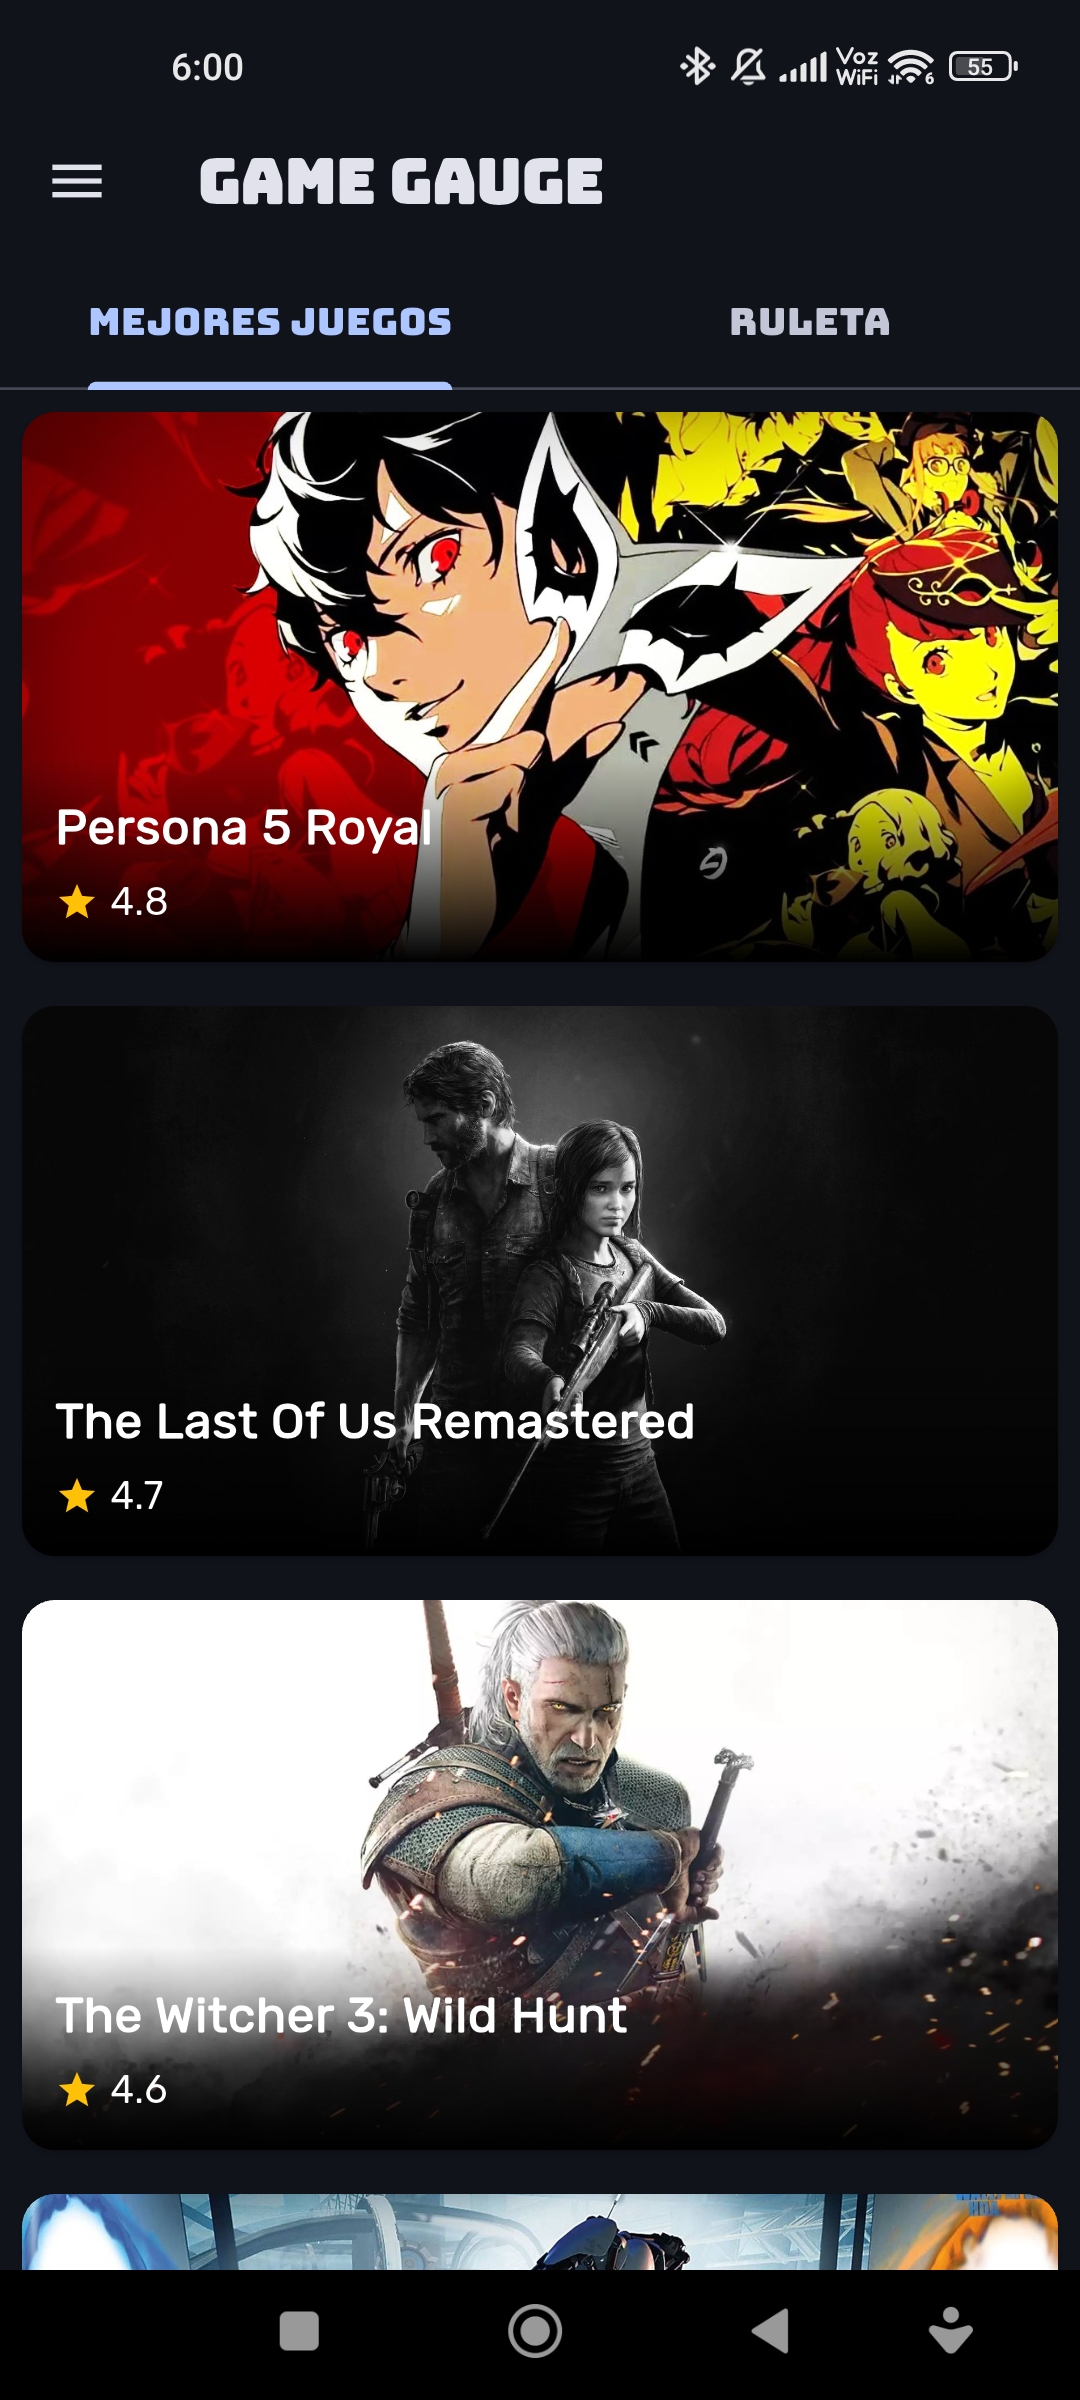 6:00
Voz
WiFi
6
55
GAME GAUGE
MEJORES JUEGOS
RULETA
Persona 5 Royal
4.8
The Last Of Us Remastered
4.7
The Witcher 3: Wild Hunt
4.6